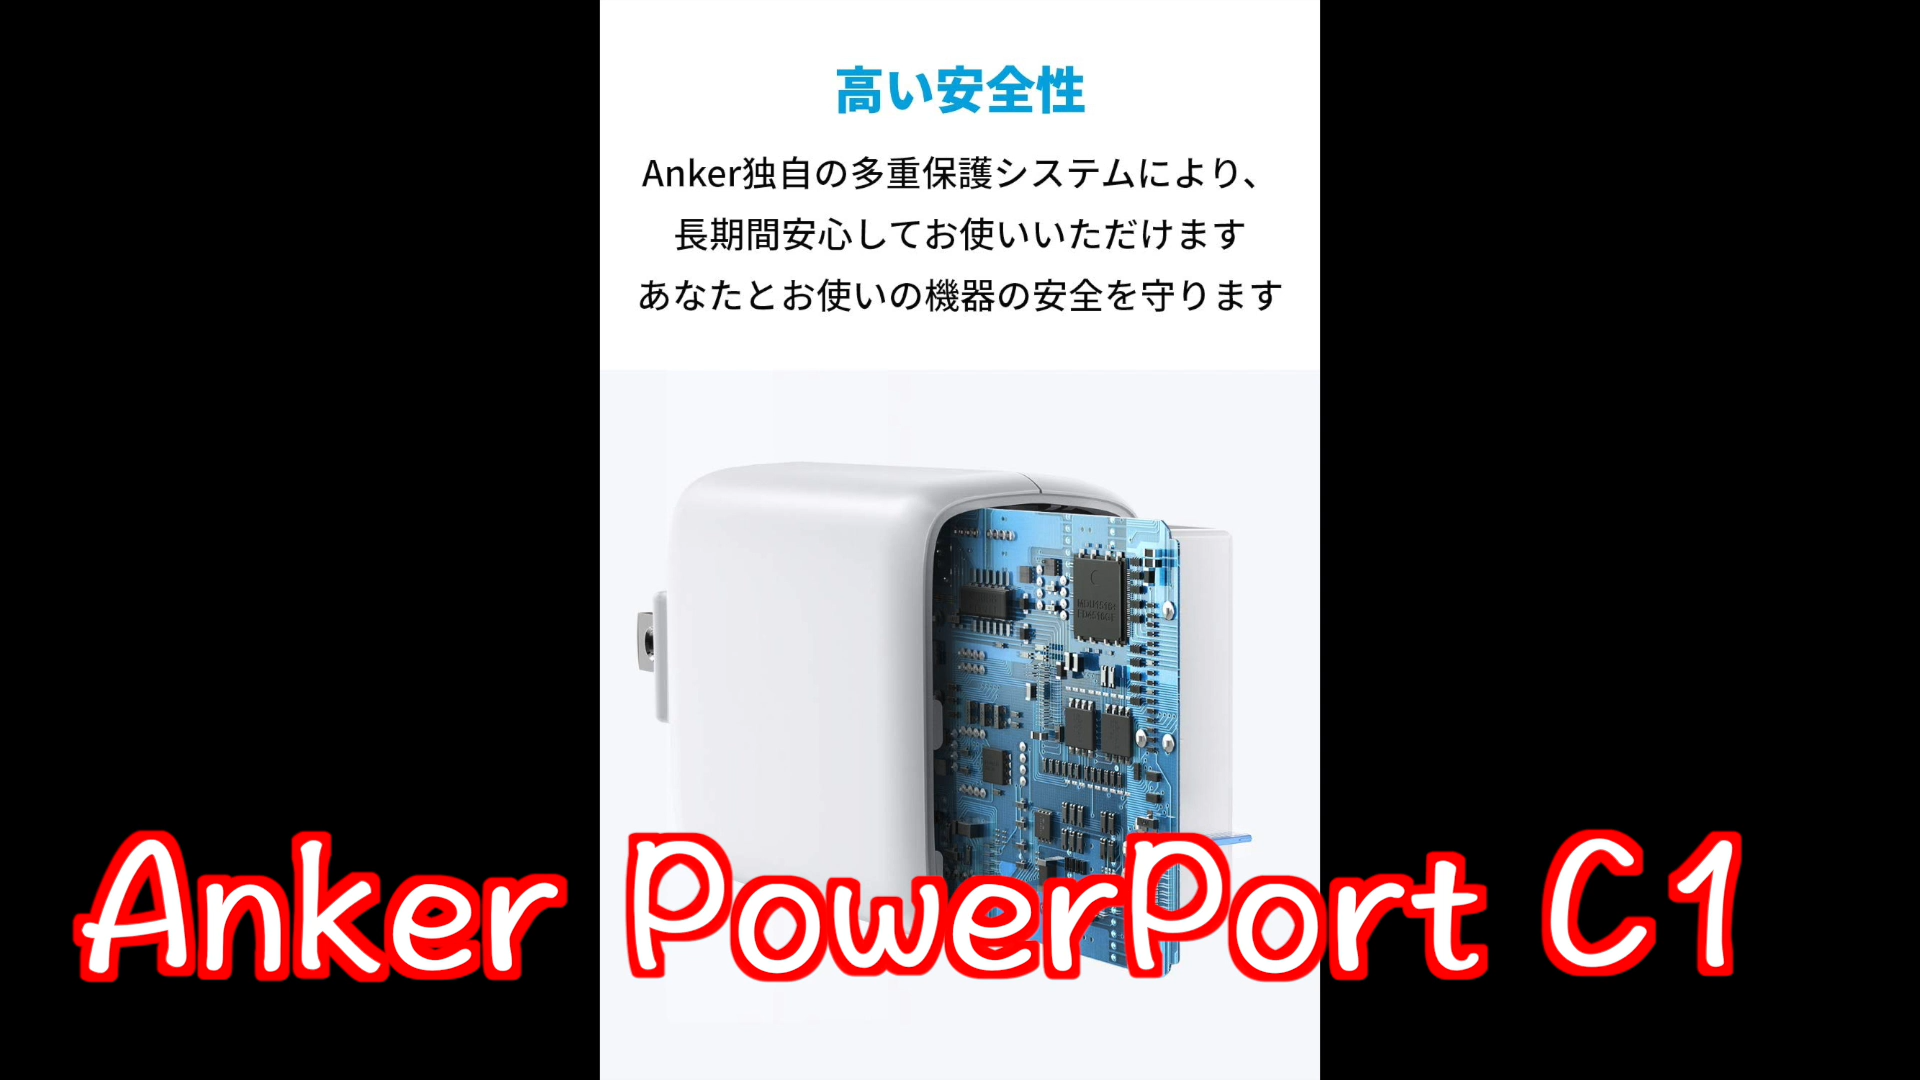 高い安全性
Anker独自の多重保護システムにより、
長期間安心してお使いいただけます
あなたとお使いの機器の安全を守ります
Anker PowerPort C1